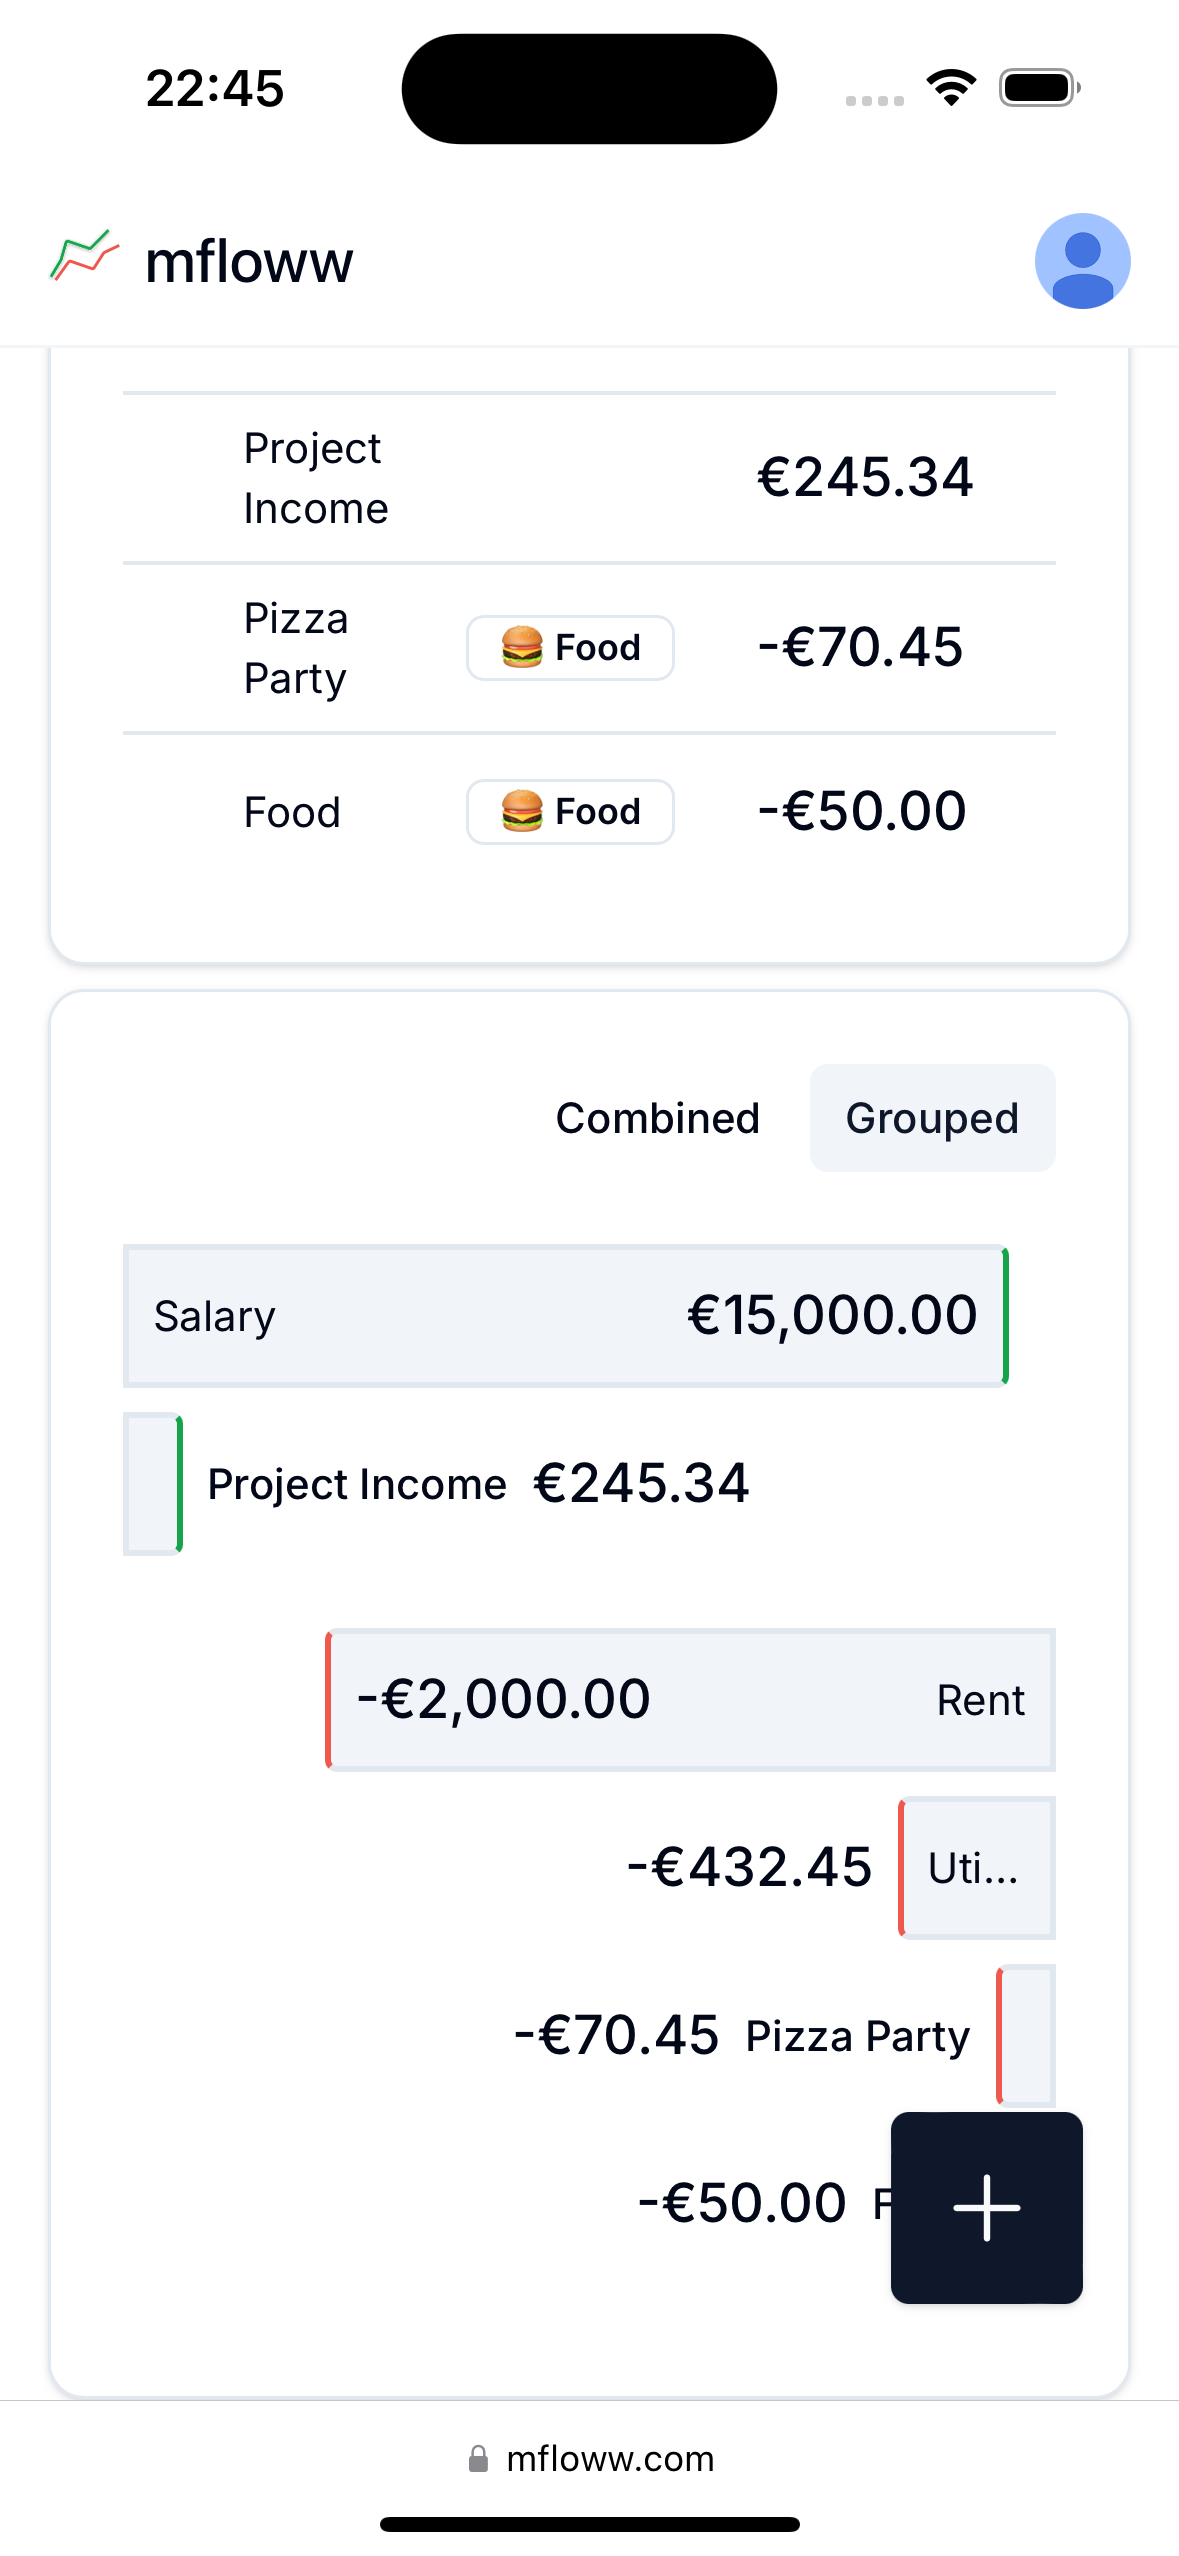 22:45
mfloww
Project
Income
€245.34
Pizza
Party
🍔 Food
-€70.45
Food
🍔 Food
-€50.00
Combined
Grouped
Salary
€15,000.00
Project Income €245.34
-€2,000.00
Rent
-€432.45
Uti...
-€70.45 Pizza Party
-€50.00 F
mfloww.com